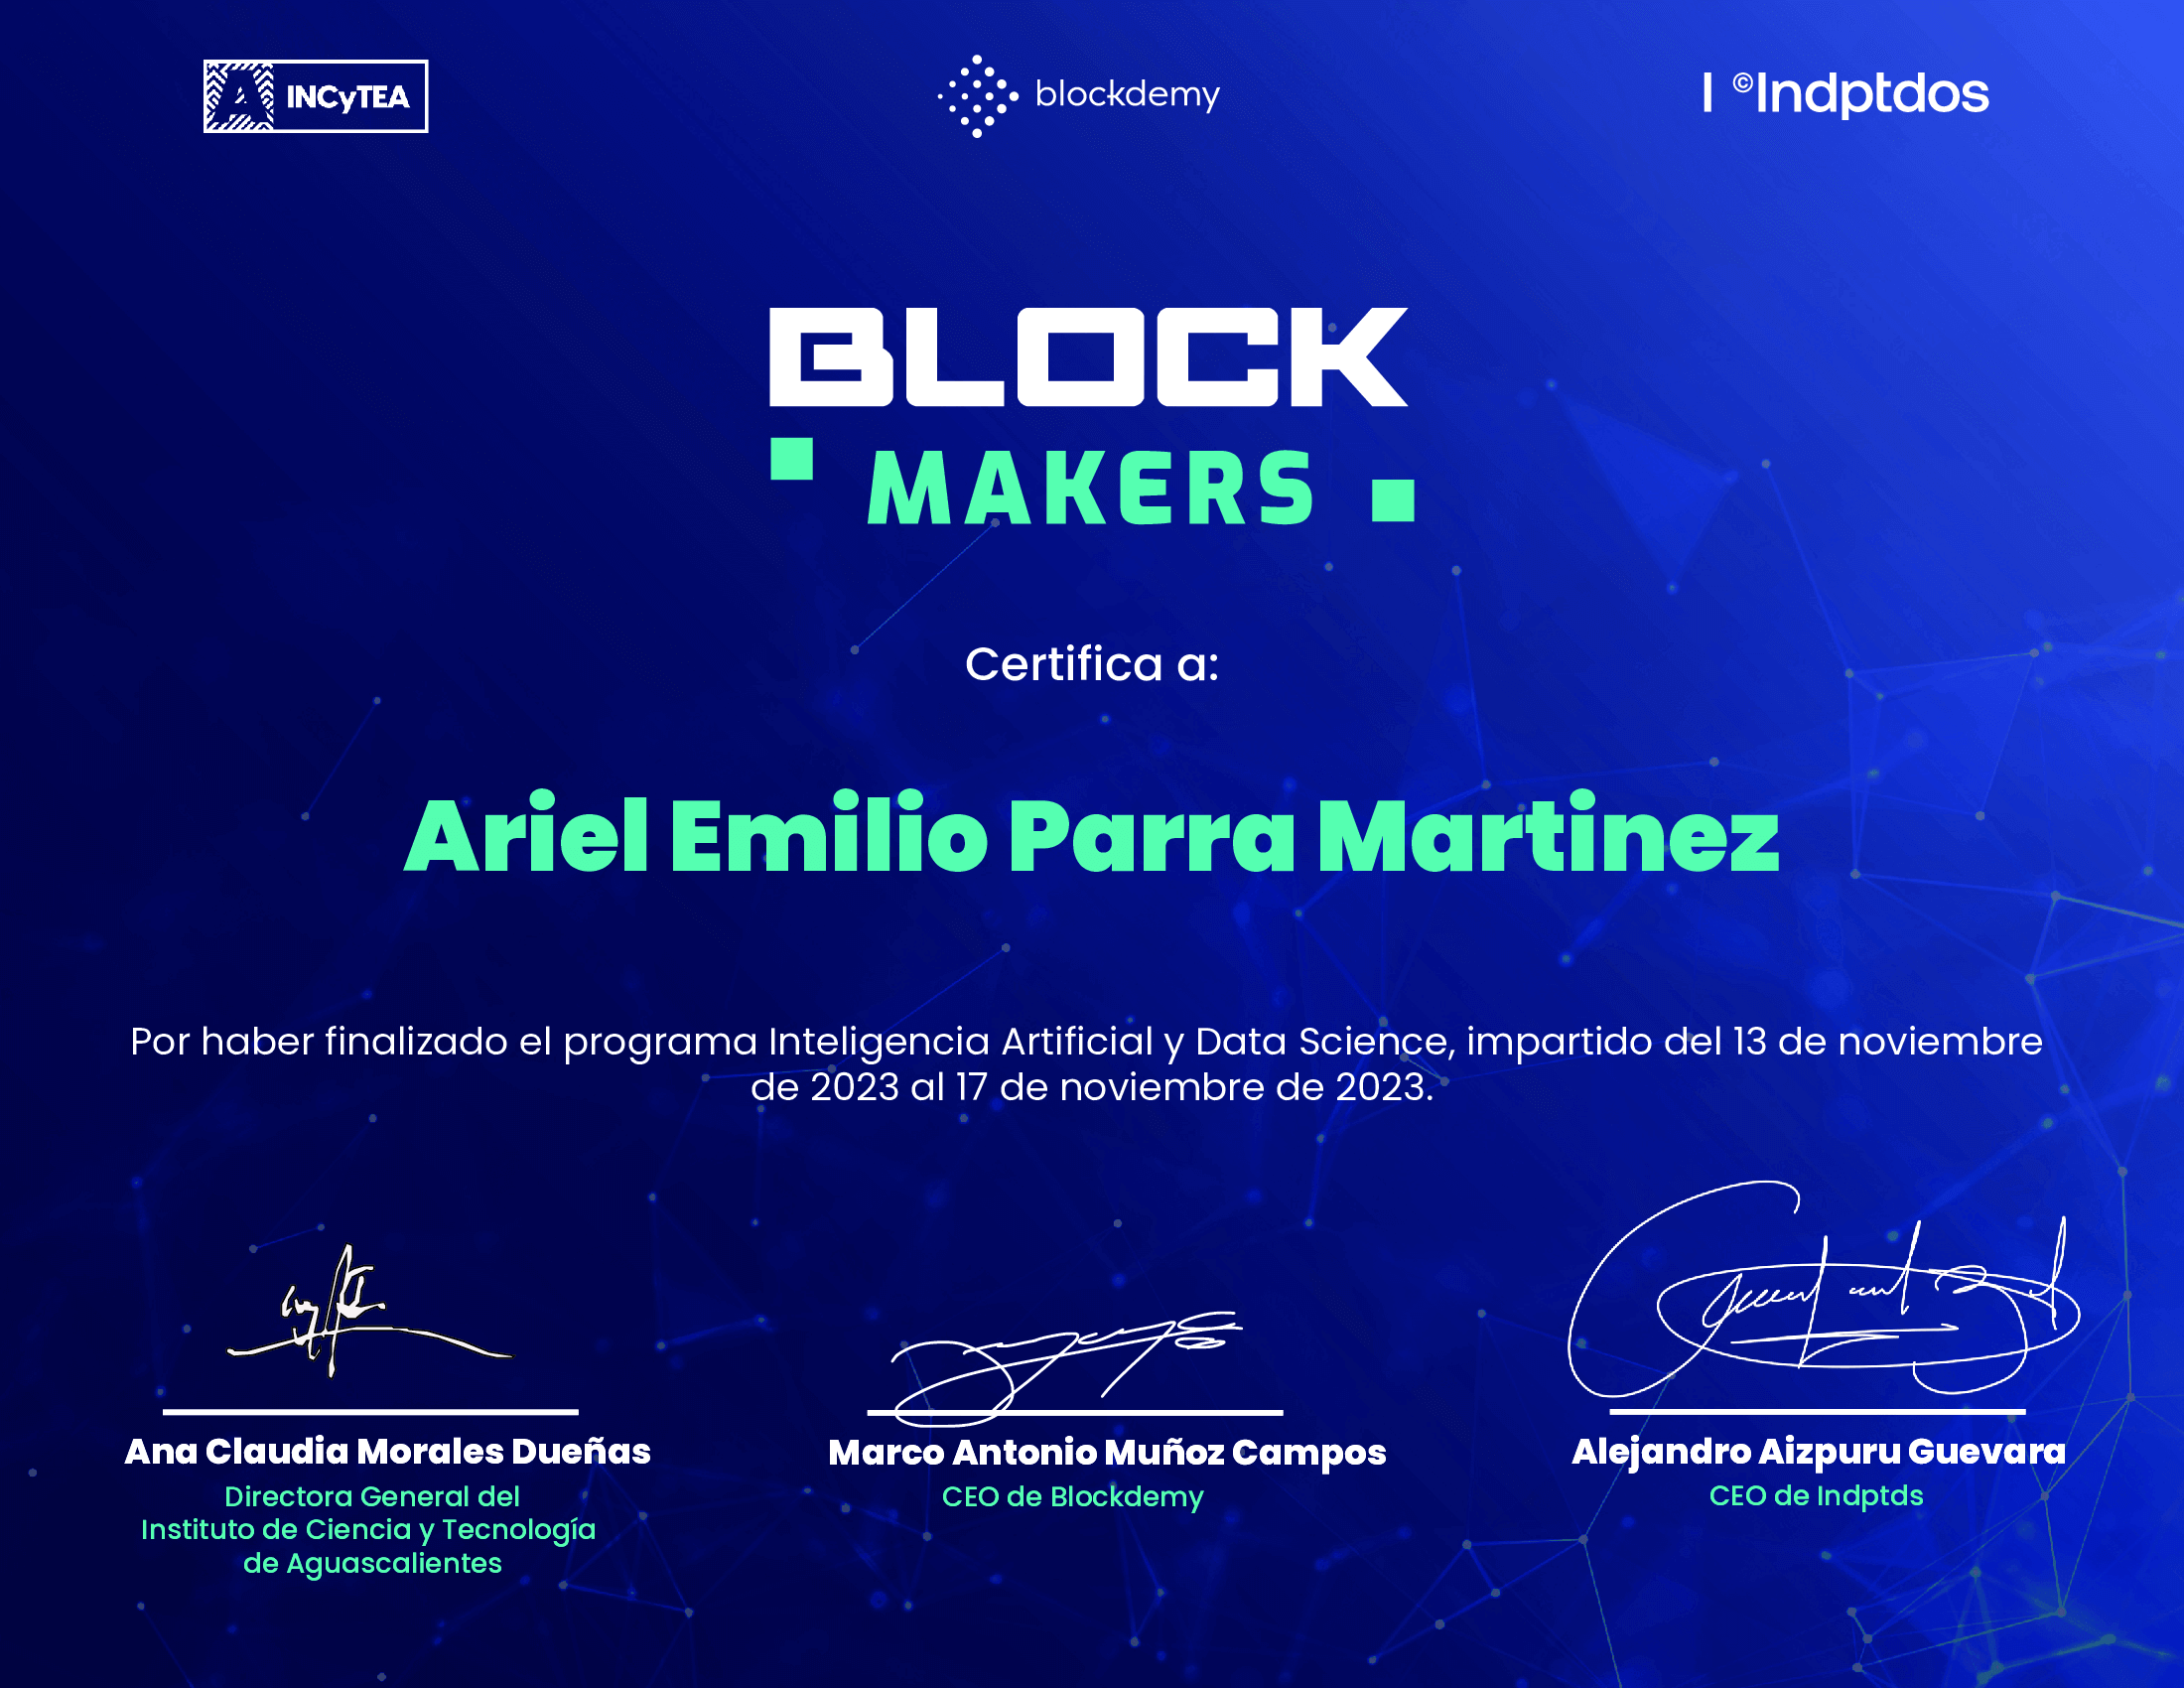 INCyTEA
blockdemy
| ©Indptdos
BLOCK
MAKERS
Certifica a:
Ariel Emilio Parra Martinez
Por haber finalizado el programa Inteligencia Artificial y Data Science, impartido del 13 de noviembre
de 2023 al 17 de noviembre de 2023.
Ana Claudia Morales Dueñas
Directora General del
Instituto de Ciencia y Tecnología
de Aguascalientes
Marco Antonio Muñoz Campos
CEO de Blockdemy
Alejandro Aizpuru Guevara
CEO de Indptds